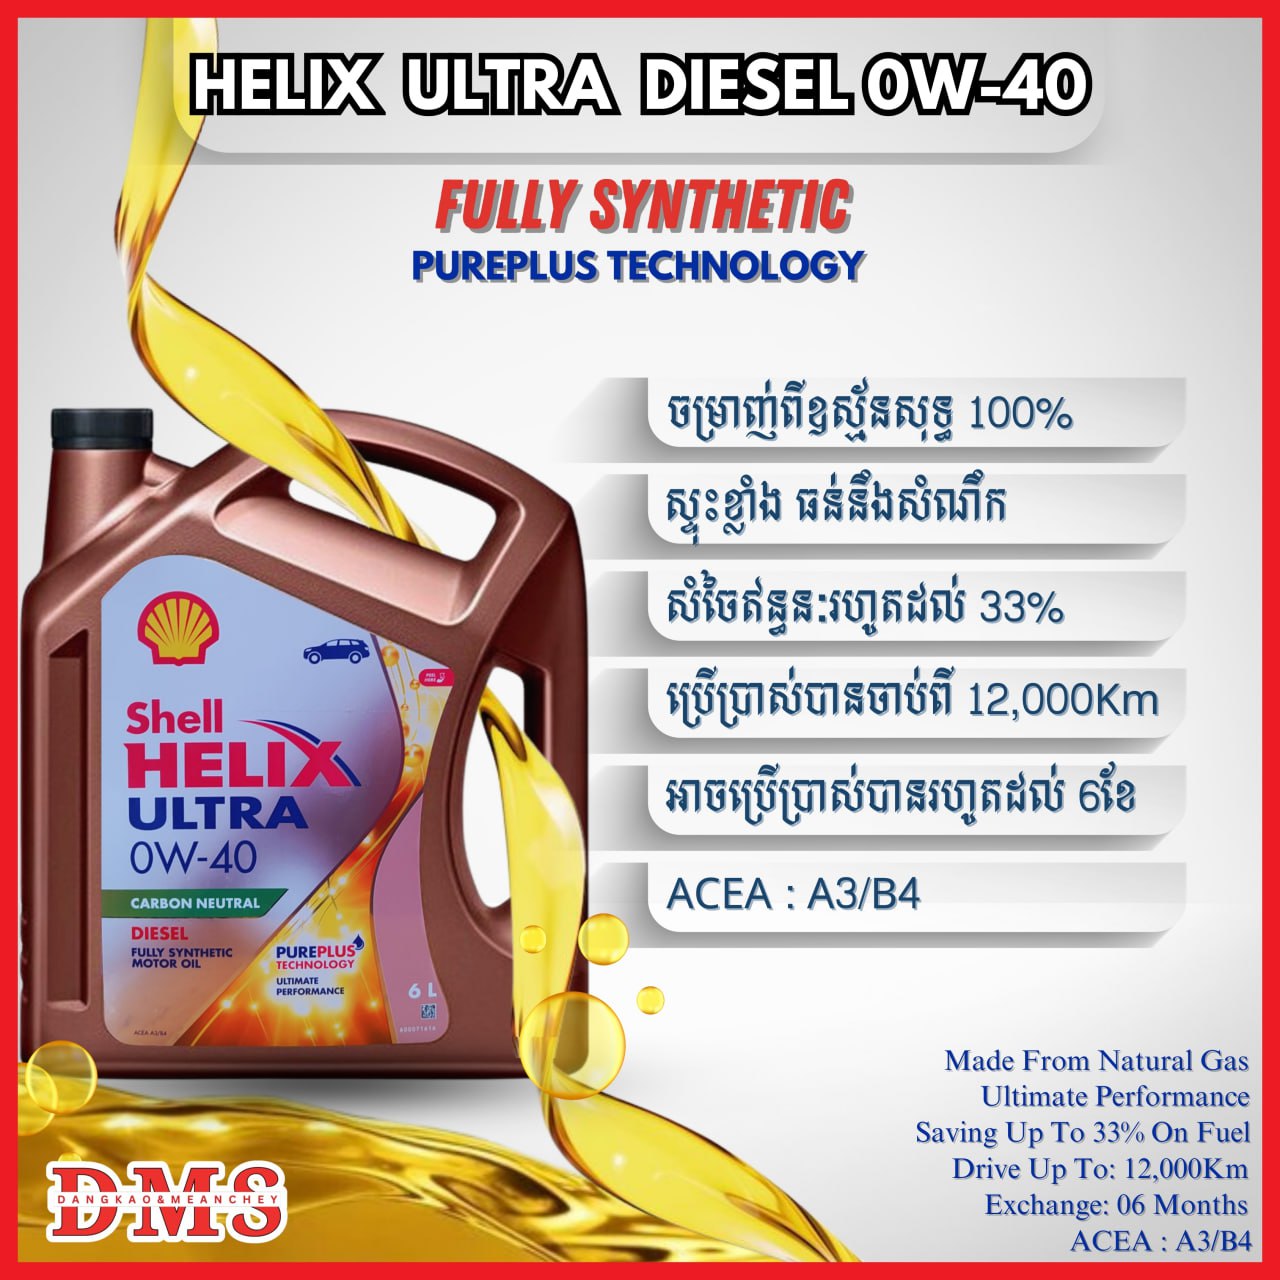 HELIX ULTRA DIESEL 0W-40
FULLY SYNTHETIC
PUREPLUS TECHNOLOGY
ចម្រាញ់ពីឧស្ម័នសុទ្ធ 100%
ស្ទុះខ្លាំង ធន់នឹងសំណឹក
សំចៃឥន្ធនៈរហូតដល់ 33%
ប្រើប្រាស់បានចាប់ពី 12,000Km
អាចប្រើប្រាស់បានរហូតដល់ 6ខែ
ACEA : A3/B4
PEEL HERE
Shell
HELIX
ULTRA
0W-40
CARBON NEUTRAL
DIESEL
FULLY SYNTHETIC
MOTOR OIL
PUREPLUS
TECHNOLOGY
ULTIMATE
PERFORMANCE
6 L
ACEA A3/B4
Made From Natural Gas
Ultimate Performance
Saving Up To 33% On Fuel
Drive Up To: 12,000Km
Exchange: 06 Months
ACEA : A3/B4
DMS
DANGKAO&MEANCHEY